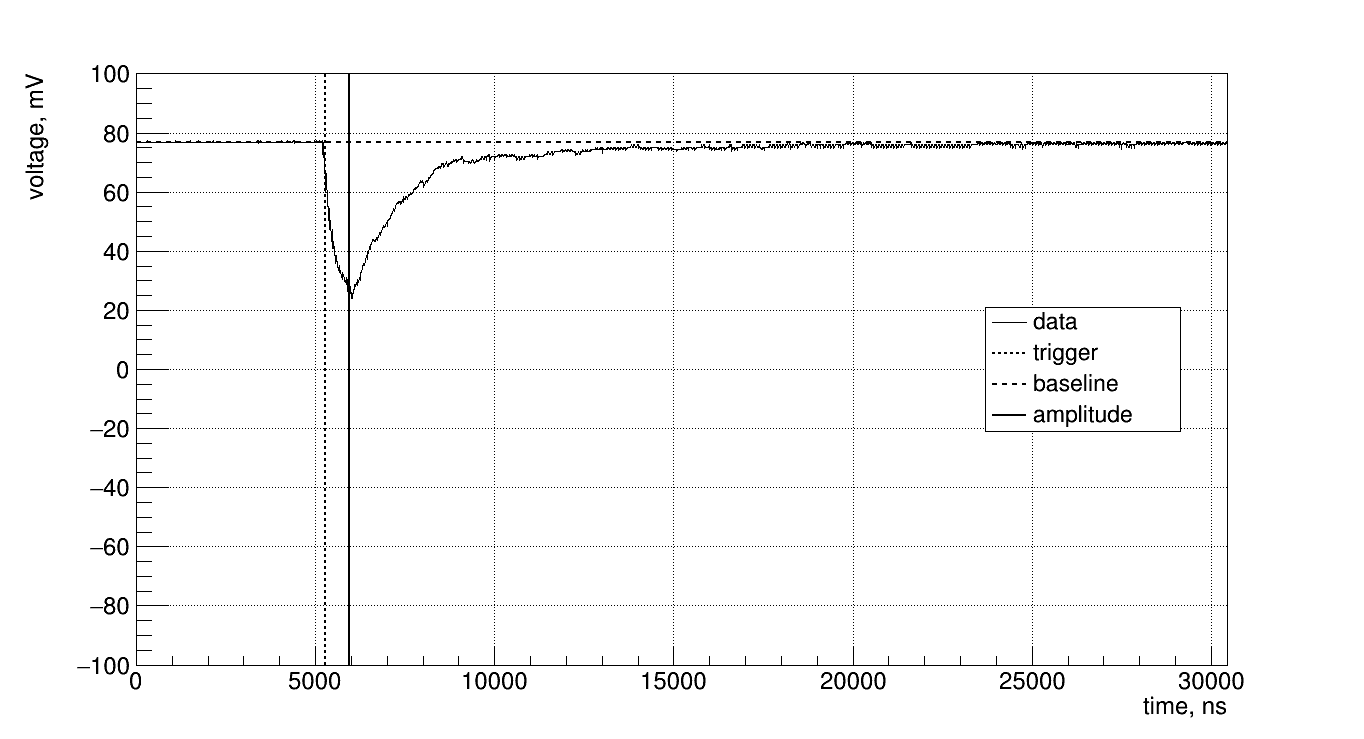 voltage, mV
100
80
60
40
20
0
−20
−40
−60
−80
−100
data
trigger
baseline
amplitude
0 5000 10000 15000 20000 25000 30000
time, ns